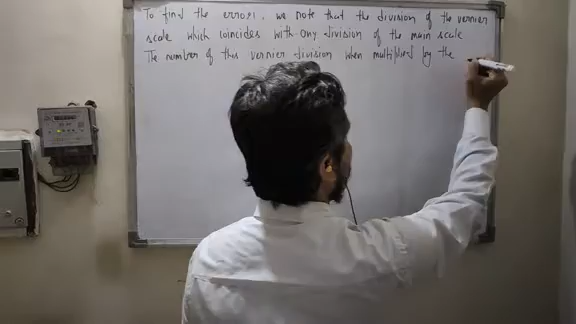 To find the error, we note that the division of the vernier
scale which coincides with any division of the main scale
The number of this vernier division when multiplied by the